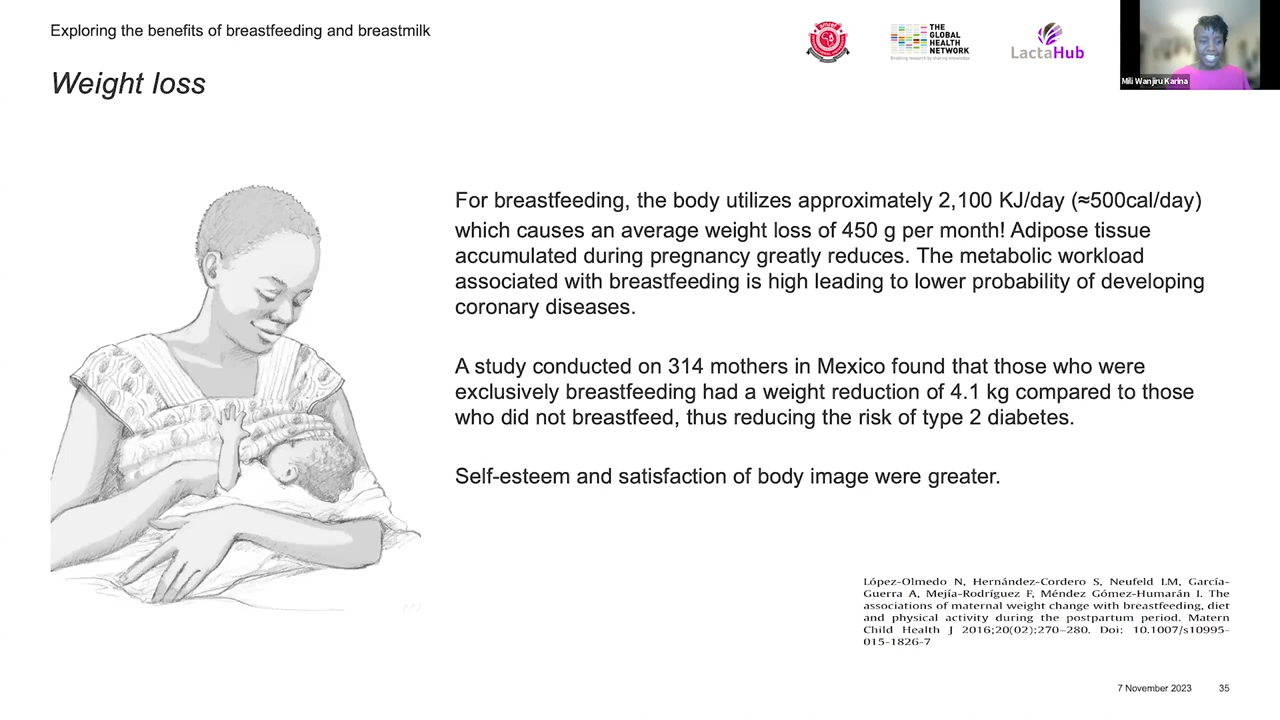 Exploring the benefits of breastfeeding and breastmilk
Weight loss
THE
GLOBAL
HEALTH
NETWORK
Enabling research by sharing knowledge
LactaHub
Mili Wanjiru Karina
For breastfeeding, the body utilizes approximately 2,100 KJ/day (≈500cal/day)
which causes an average weight loss of 450 g per month! Adipose tissue
accumulated during pregnancy greatly reduces. The metabolic workload
associated with breastfeeding is high leading to lower probability of developing
coronary diseases.
A study conducted on 314 mothers in Mexico found that those who were
exclusively breastfeeding had a weight reduction of 4.1 kg compared to those
who did not breastfeed, thus reducing the risk of type 2 diabetes.
Self-esteem and satisfaction of body image were greater.
López-Olmedo N, Hernández-Cordero S, Neufeld LM, García-
Guerra A, Mejía-Rodríguez F, Méndez Gómez-Humarán I. The
associations of maternal weight change with breastfeeding, diet
and physical activity during the postpartum period. Matern
Child Health J 2016;20(02):270–280. Doi: 10.1007/s10995-
015-1826-7
7 November 2023 35